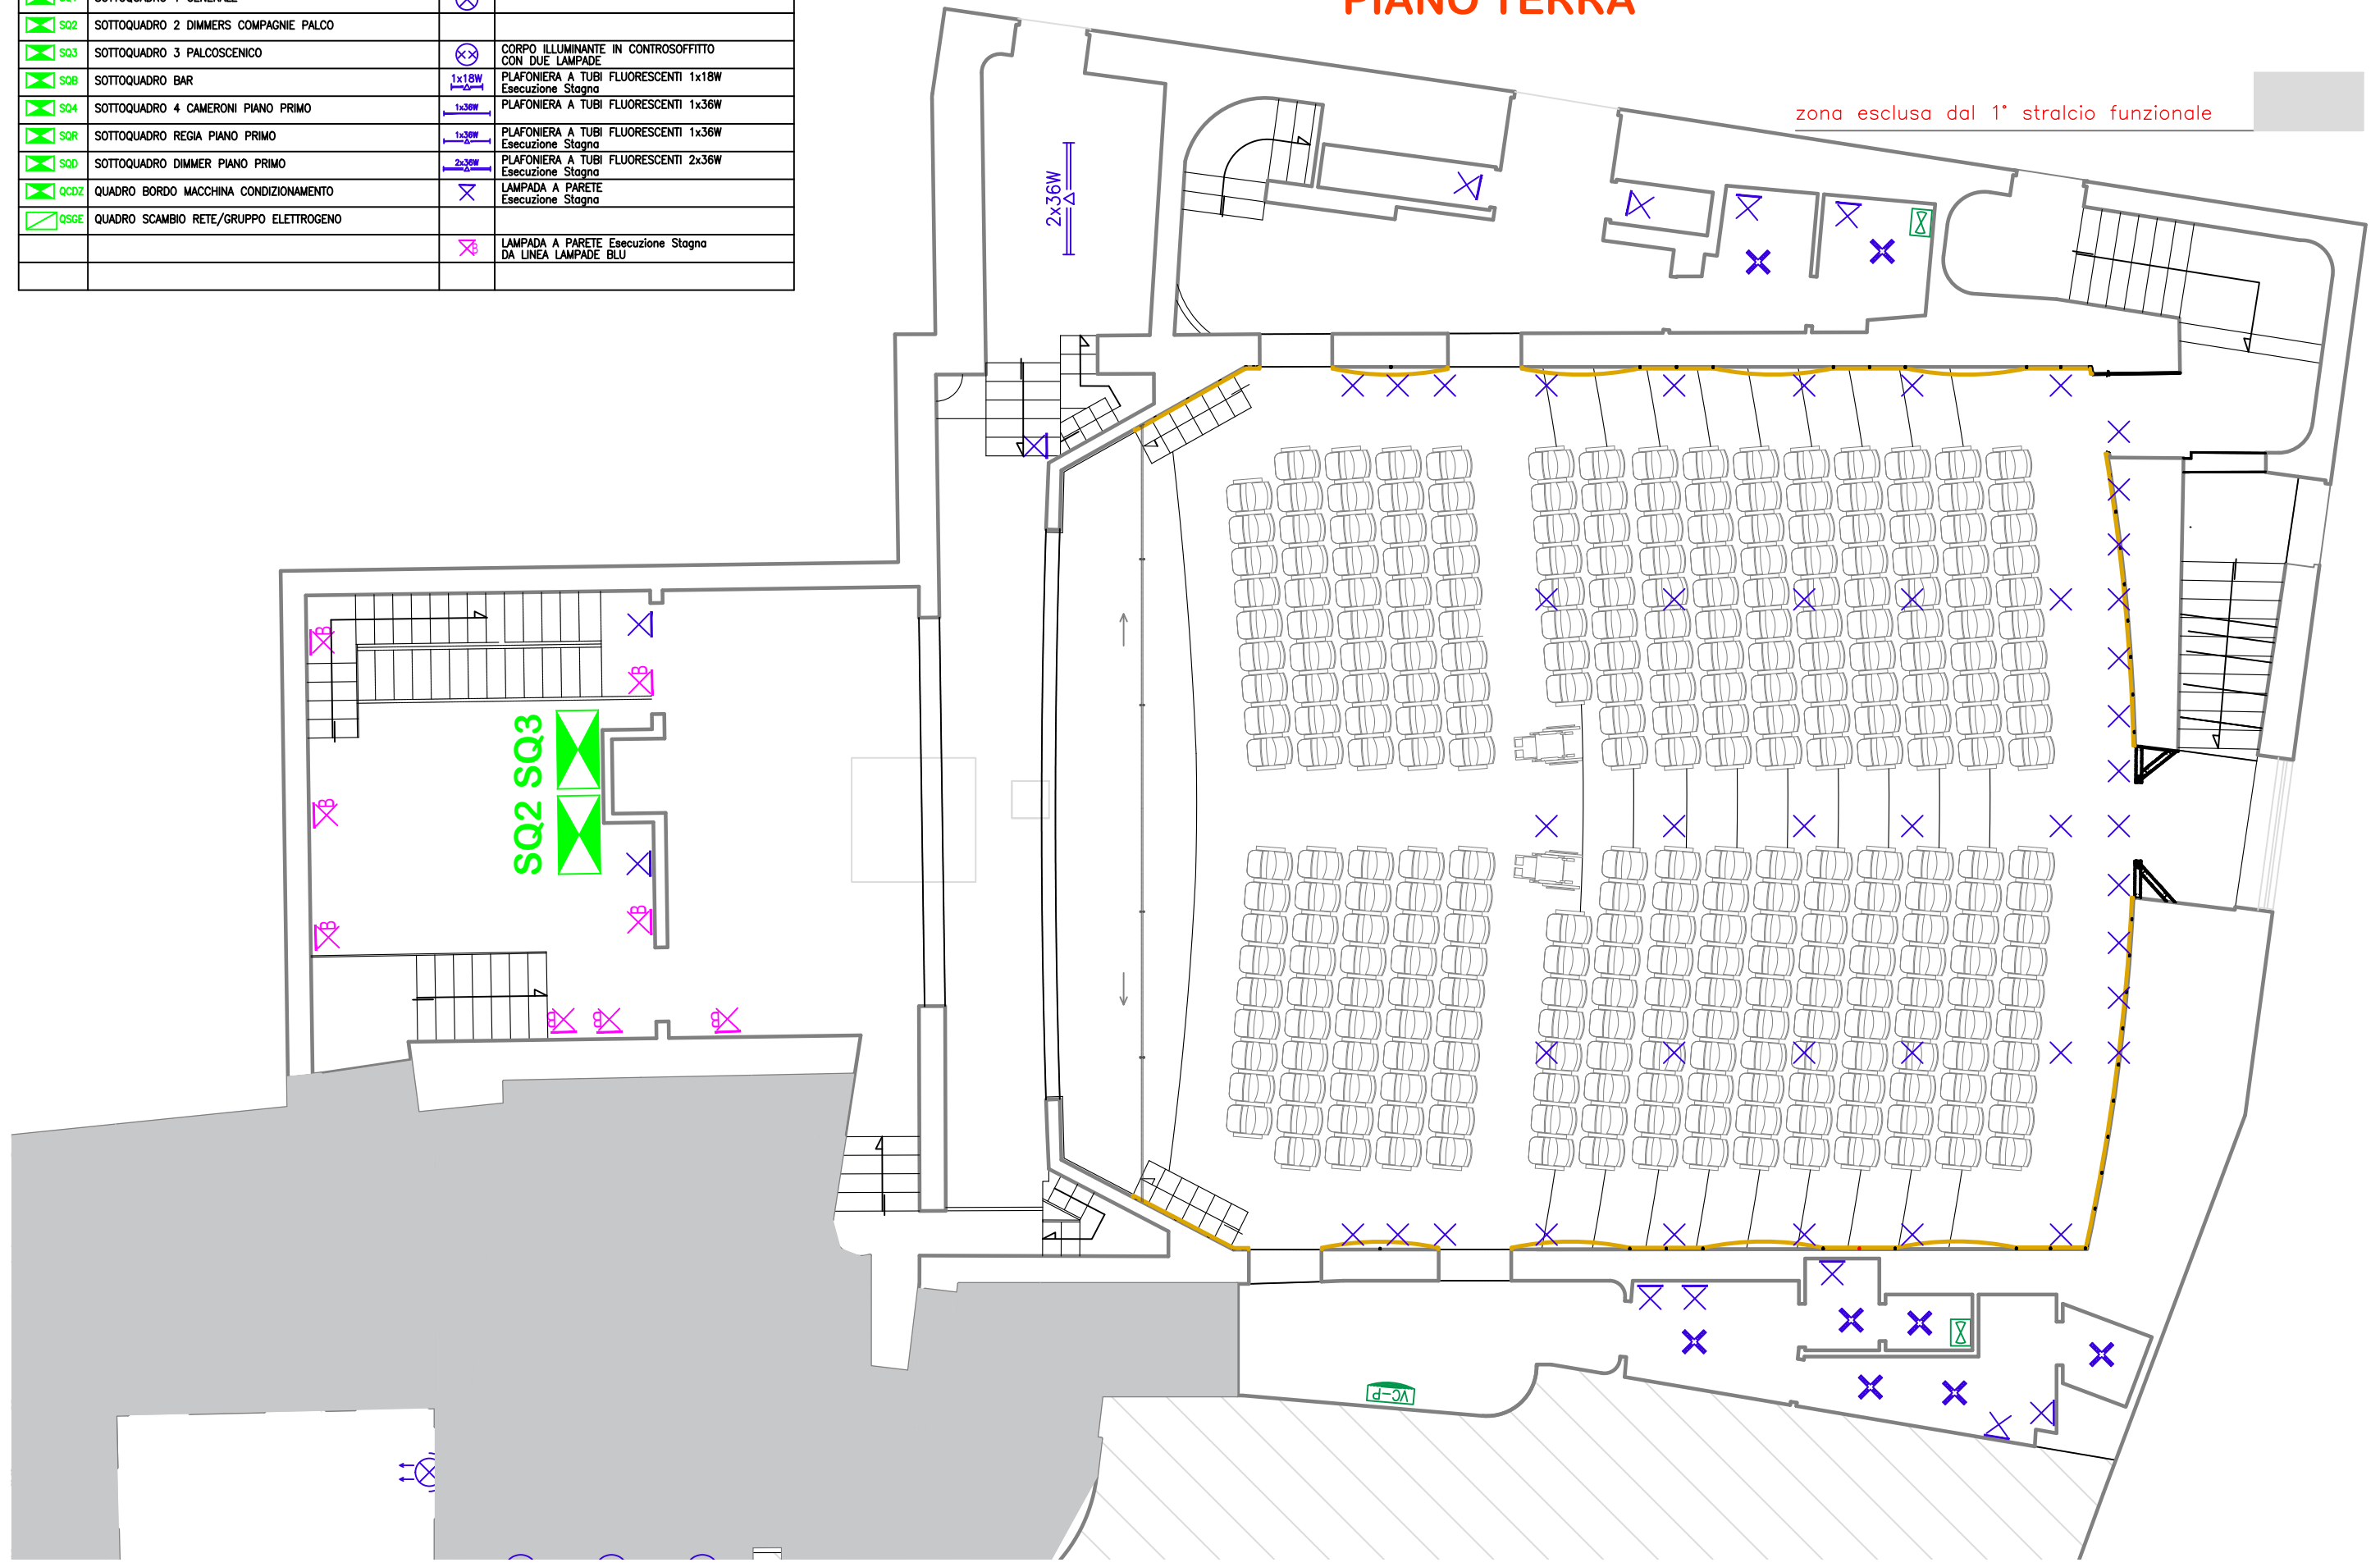 PIANO TERRA
SOTTOQUADRO 1 GENERALE
SQ2 SOTTOQUADRO 2 DIMMERS COMPAGNIE PALCO
SQ3 SOTTOQUADRO 3 PALCOSCENICO
CORPO ILLUMINANTE IN CONTROSOFFITTO
CON DUE LAMPADE
SQB SOTTOQUADRO BAR
1x18W PLAFONIERA A TUBI FLUORESCENTI 1x18W
Esecuzione Stagna
SQ4 SOTTOQUADRO 4 CAMERONI PIANO PRIMO
1x36W PLAFONIERA A TUBI FLUORESCENTI 1x36W
SQR SOTTOQUADRO REGIA PIANO PRIMO
1x36W PLAFONIERA A TUBI FLUORESCENTI 1x36W
Esecuzione Stagna
SQD SOTTOQUADRO DIMMER PIANO PRIMO
2x36W PLAFONIERA A TUBI FLUORESCENTI 2x36W
Esecuzione Stagna
QCDZ QUADRO BORDO MACCHINA CONDIZIONAMENTO
LAMPADA A PARETE
Esecuzione Stagna
QSGE QUADRO SCAMBIO RETE/GRUPPO ELETTROGENO
B LAMPADA A PARETE Esecuzione Stagna
DA LINEA LAMPADE BLU
zona esclusa dal 1° stralcio funzionale
2x36W
B
B
SQ3
SQ2
B
B
B
B
B
B
VC-P